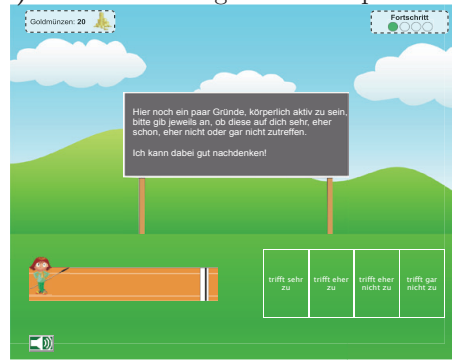 Goldmünzen: 20
Fortschritt
Hier noch ein paar Gründe, körperlich aktiv zu sein,
bitte gib jeweils an, ob diese auf dich sehr, eher
schon, eher nicht oder gar nicht zutreffen.
Ich kann dabei gut nachdenken!
trifft sehr
zu
trifft eher
zu
trifft eher
nicht zu
trifft gar
nicht zu